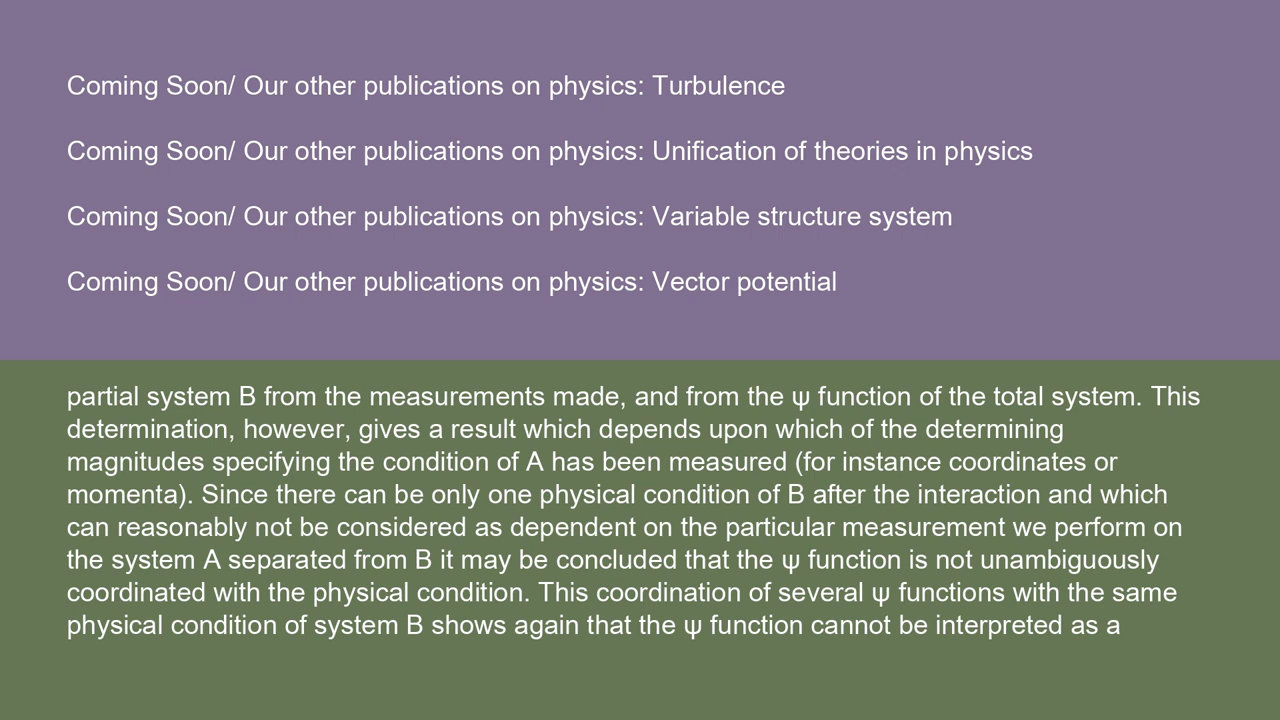 Coming Soon/ Our other publications on physics: Turbulence
Coming Soon/ Our other publications on physics: Unification of theories in physics
Coming Soon/ Our other publications on physics: Variable structure system
Coming Soon/ Our other publications on physics: Vector potential
partial system B from the measurements made, and from the ψ function of the total system. This
determination, however, gives a result which depends upon which of the determining
magnitudes specifying the condition of A has been measured (for instance coordinates or
momenta). Since there can be only one physical condition of B after the interaction and which
can reasonably not be considered as dependent on the particular measurement we perform on
the system A separated from B it may be concluded that the ψ function is not unambiguously
coordinated with the physical condition. This coordination of several ψ functions with the same
physical condition of system B shows again that the ψ function cannot be interpreted as a